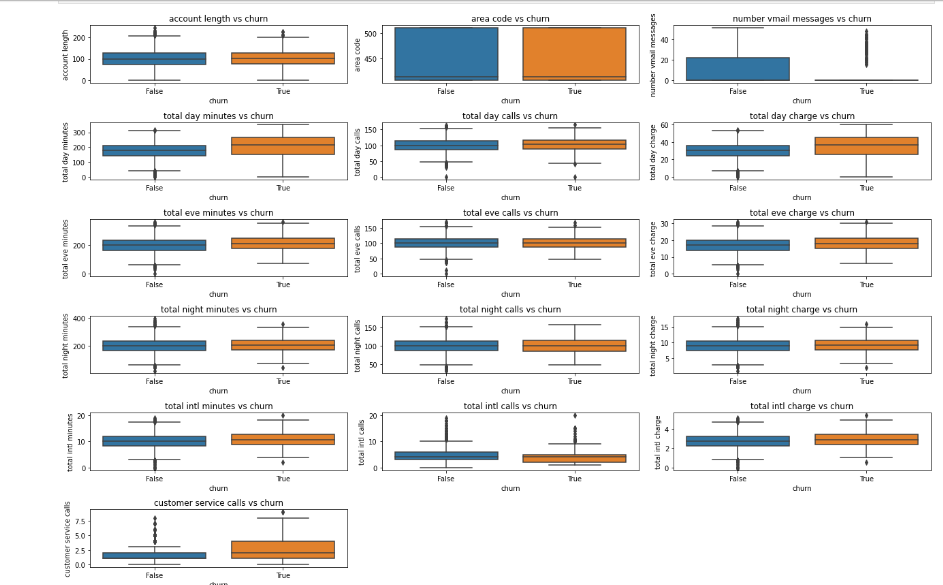 account length vs churn
account length
200
100
0
False
True
churn
area code vs churn
area code
500
450
False
True
churn
number vmail messages vs churn
number vmail messages
40
20
0
False
True
churn
total day minutes vs churn
total day minutes
300
200
100
0
False
True
churn
total day calls vs churn
total day calls
150
100
50
0
False
True
churn
total day charge vs churn
total day charge
60
40
20
0
False
True
churn
total eve minutes vs churn
total eve minutes
200
0
False
True
churn
total eve calls vs churn
total eve calls
150
100
50
0
False
True
churn
total eve charge vs churn
total eve charge
30
20
10
0
False
True
churn
total night minutes vs churn
total night minutes
400
200
False
True
churn
total night calls vs churn
total night calls
150
100
50
False
True
churn
total night charge vs churn
total night charge
15
10
5
False
True
churn
total intl minutes vs churn
total intl minutes
20
10
0
False
True
churn
total intl calls vs churn
total intl calls
20
10
0
False
True
churn
total intl charge vs churn
total intl charge
4
2
0
False
True
churn
customer service calls vs churn
customer service calls
7.5
5.0
2.5
0.0
False
True
churn